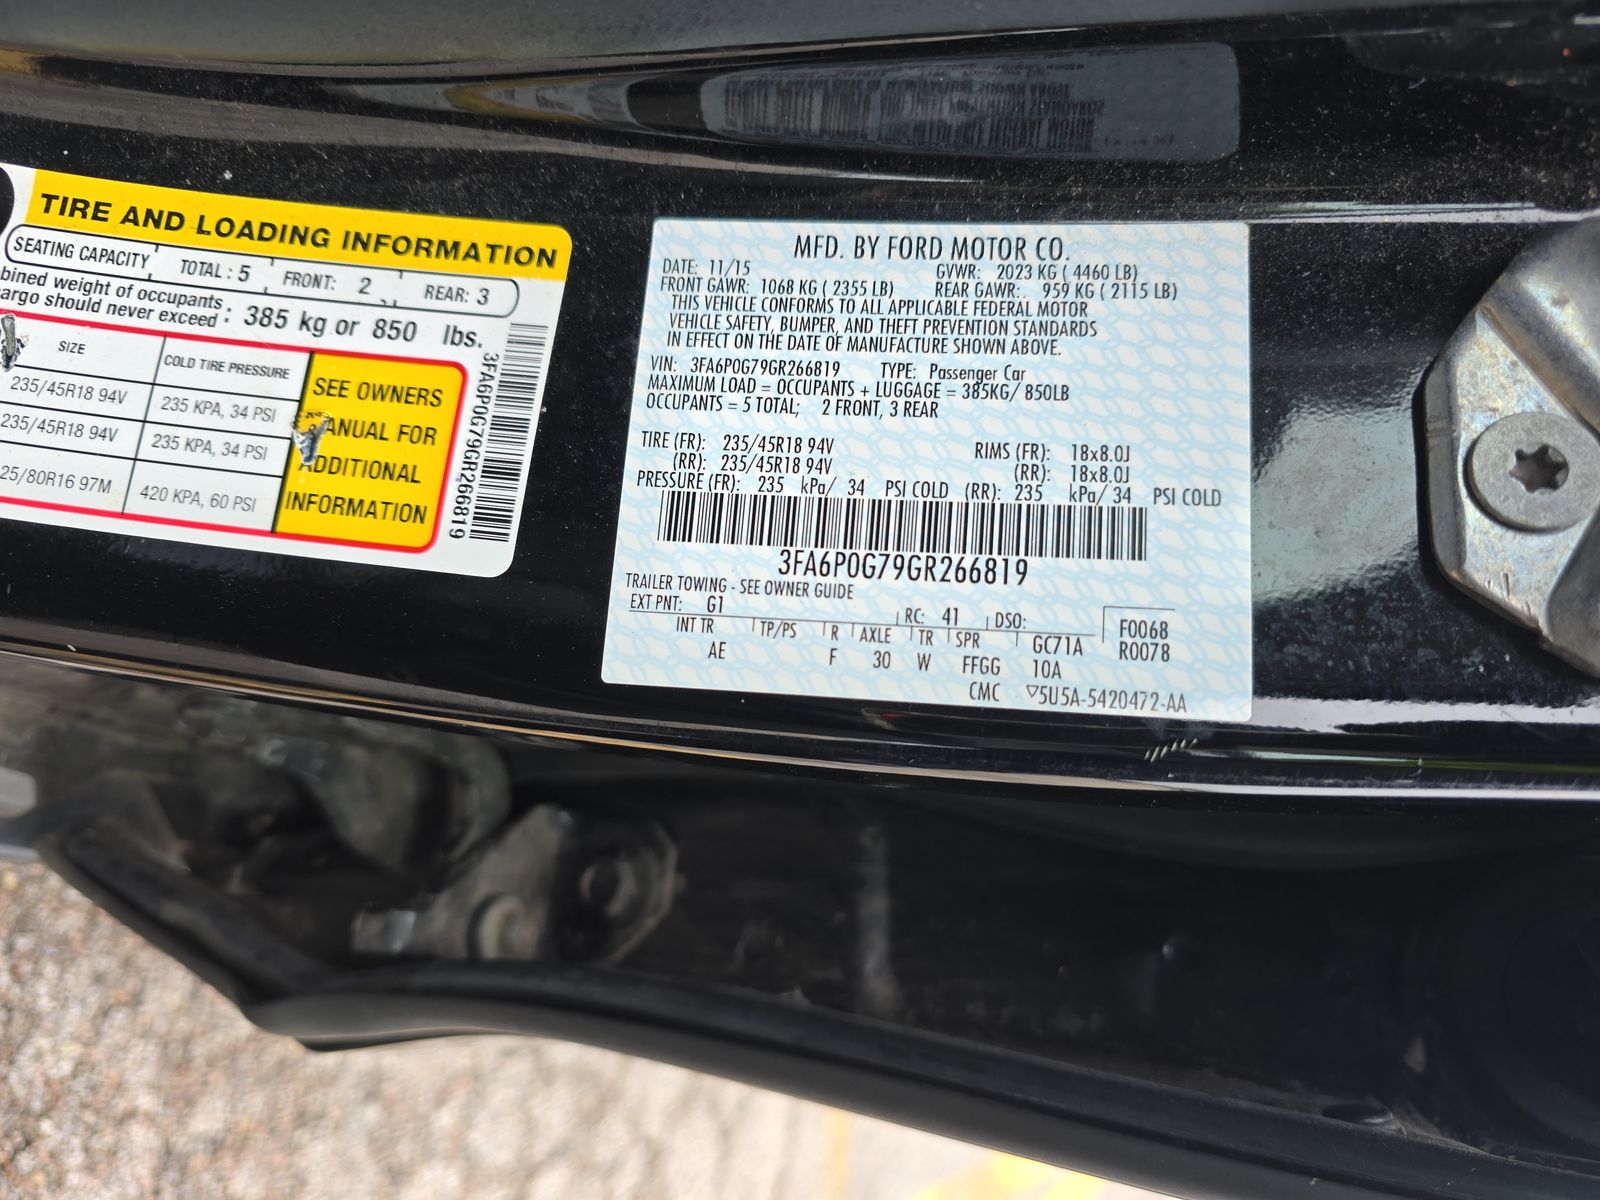 TIRE AND LOADING INFORMATION
SEATING CAPACITY TOTAL : 5 FRONT: 2 REAR: 3
weight of occupants
should never exceed : 385 kg or 850 lbs.
SIZE COLD TIRE PRESSURE
235/45R18 94V 235 KPA, 34 PSI
235/45R18 94V 235 KPA, 34 PSI
25/80R16 97M 420 KPA, 60 PSI
SEE OWNERS
ANUAL FOR
ADDITIONAL
INFORMATION
3FA6P0G79GR266819
MFD. BY FORD MOTOR CO.
DATE: 11/15 GVWR: 2023 KG ( 4460 LB)
FRONT GAWR: 1068 KG ( 2355 LB) REAR GAWR: 959 KG ( 2115 LB)
THIS VEHICLE CONFORMS TO ALL APPLICABLE FEDERAL MOTOR
VEHICLE SAFETY, BUMPER, AND THEFT PREVENTION STANDARDS
IN EFFECT ON THE DATE OF MANUFACTURE SHOWN ABOVE.
VIN: 3FA6P0G79GR266819 TYPE: Passenger Car
MAXIMUM LOAD = OCCUPANTS + LUGGAGE = 385KG/ 850LB
OCCUPANTS = 5 TOTAL; 2 FRONT, 3 REAR
TIRE (FR): 235/45R18 94V RIMS (FR): 18x8.0J
(RR): 235/45R18 94V (RR): 18x8.0J
PRESSURE (FR): 235 kPa/ 34 PSI COLD (RR): 235 kPa/ 34 PSI COLD
3FA6P0G79GR266819
TRAILER TOWING - SEE OWNER GUIDE
EXT PNT: G1 RC: 41 DSO: F0068
INT TR TP/PS R AXLE TR SPR GC71A R0078
AE F 30 W FFGG 10A
CMC ▽5U5A-5420472-AA